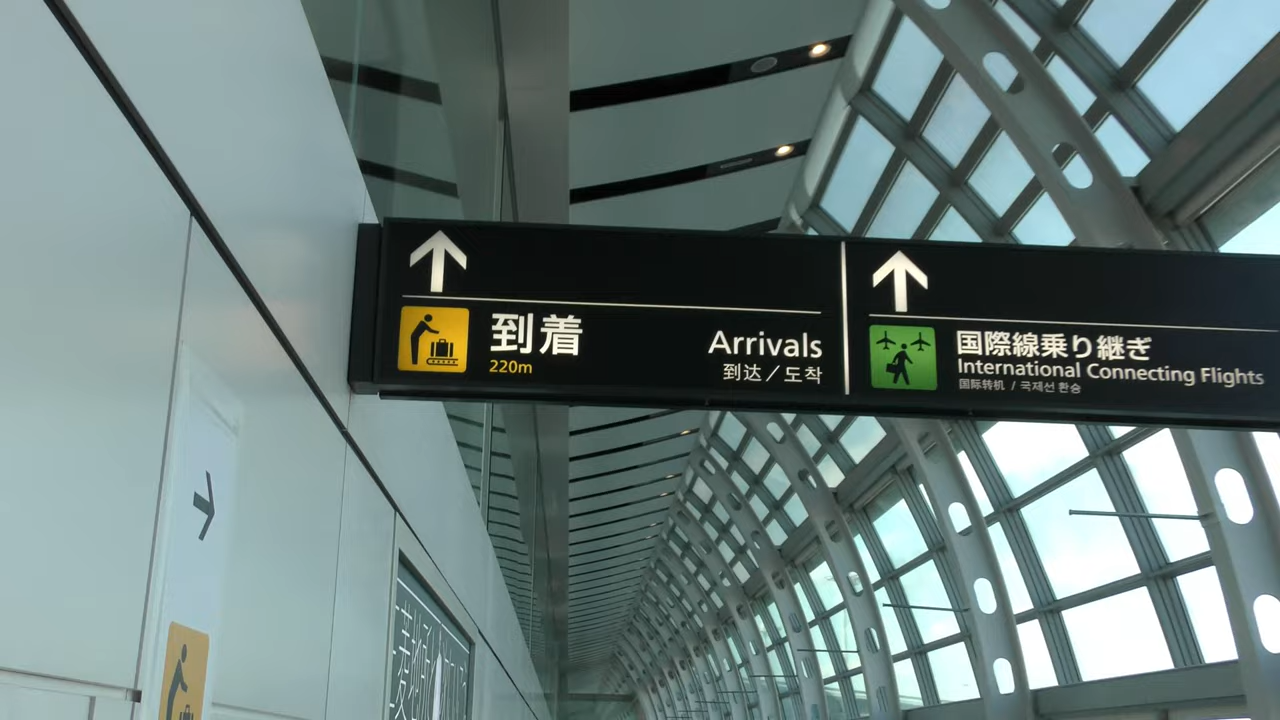 到着
220m
Arrivals
到达／도착
国際線乗り継ぎ
International Connecting Flights
国际转机 / 국제선 환승